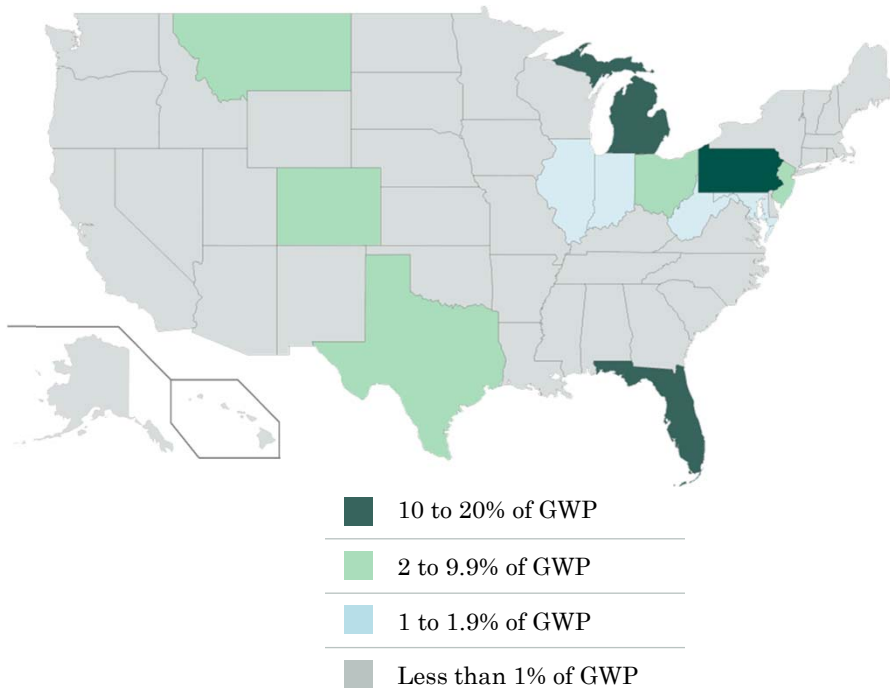 10 to 20% of GWP
2 to 9.9% of GWP
1 to 1.9% of GWP
Less than 1% of GWP